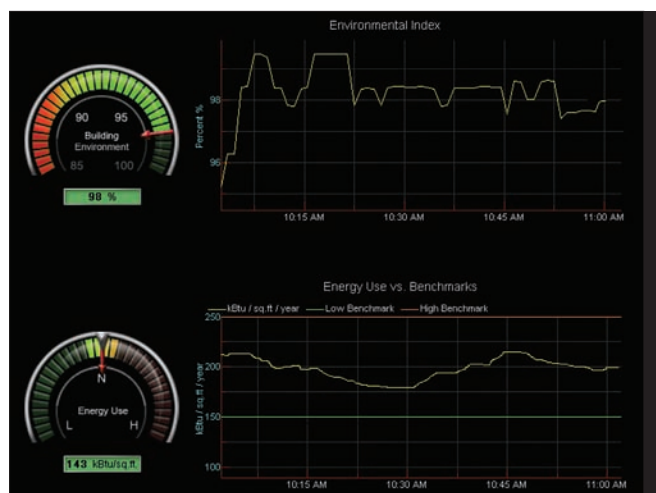 Environmental Index
Percent %
98
96
10:15 AM 10:30 AM 10:45 AM 11:00 AM
90 95
Building
Environment
85 100
98 %
Energy Use vs. Benchmarks
kBtu / sq.ft / year Low Benchmark High Benchmark
kBtu / sq.ft / year
250
200
150
100
10:15 AM 10:30 AM 10:45 AM 11:00 AM
N
Energy Use
L H
143 kBtu/sq.ft.